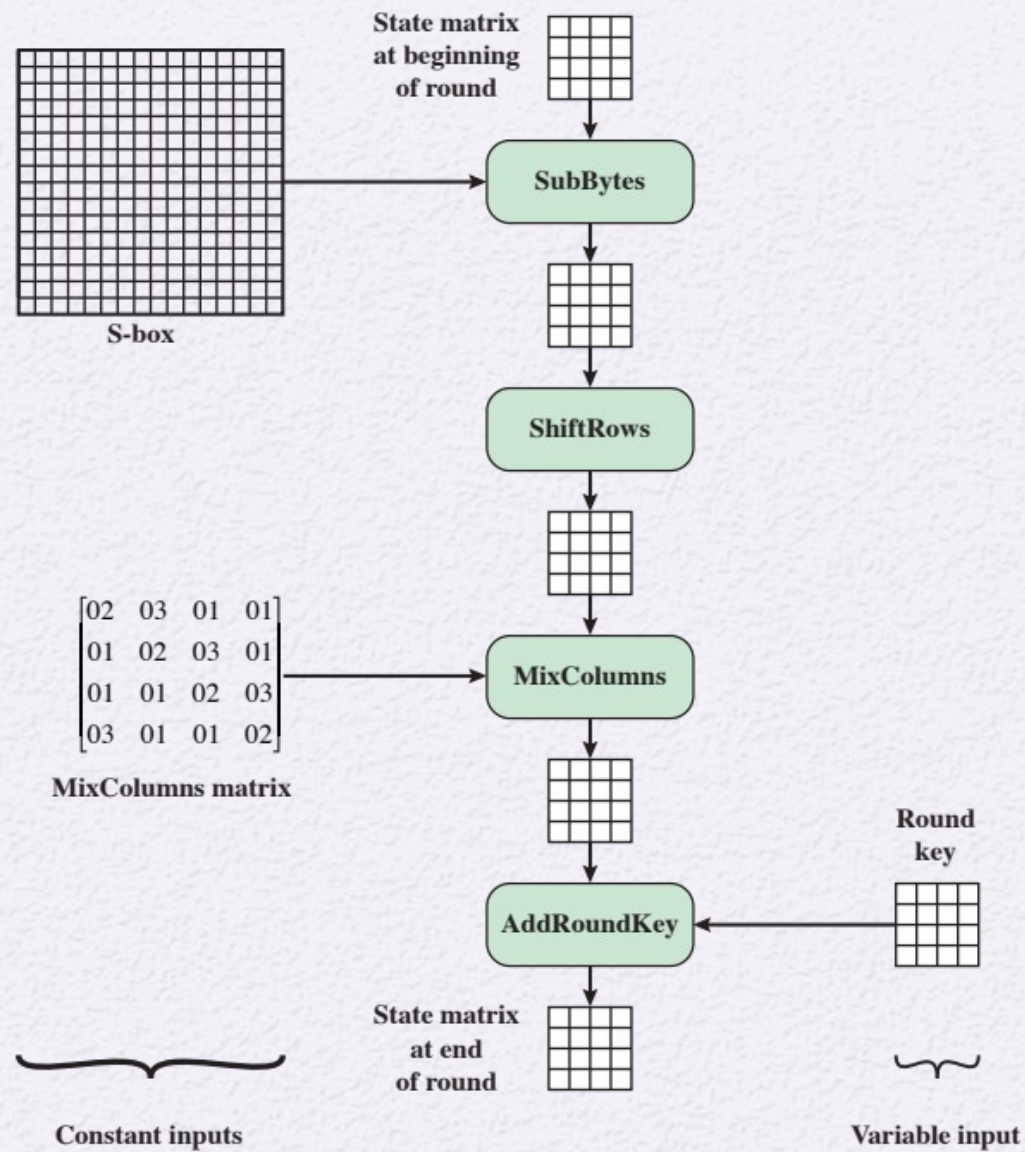 State matrix
at beginning
of round
SubBytes
S-box
ShiftRows
02 03 01 01
01 02 03 01
01 01 02 03
03 01 01 02
MixColumns
MixColumns matrix
Round
key
AddRoundKey
State matrix
at end
of round
Constant inputs
Variable input